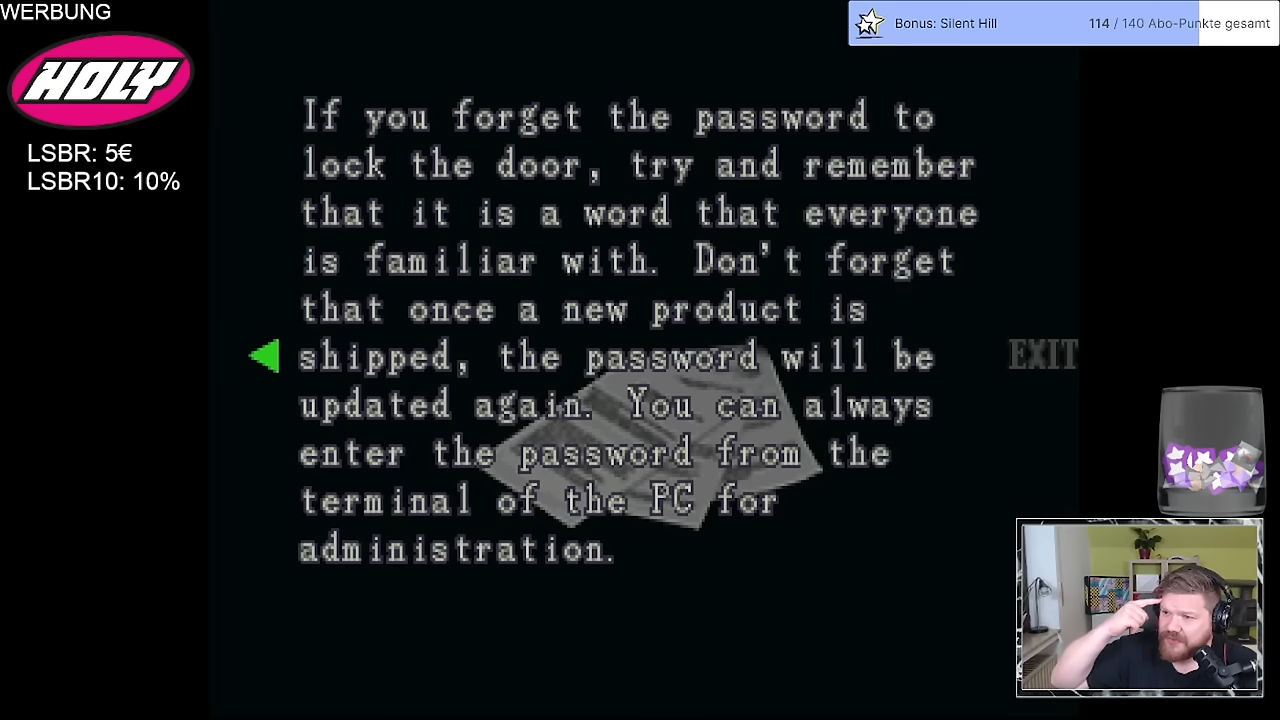 WERBUNG
HOLY
LSBR: 5€
LSBR10: 10%
Bonus: Silent Hill
114 / 140 Abo-Punkte gesamt
If you forget the password to
lock the door, try and remember
that it is a word that everyone
is familiar with. Don't forget
that once a new product is
shipped, the password will be
updated again. You can always
enter the password from the
terminal of the PC for
administration.
EXIT